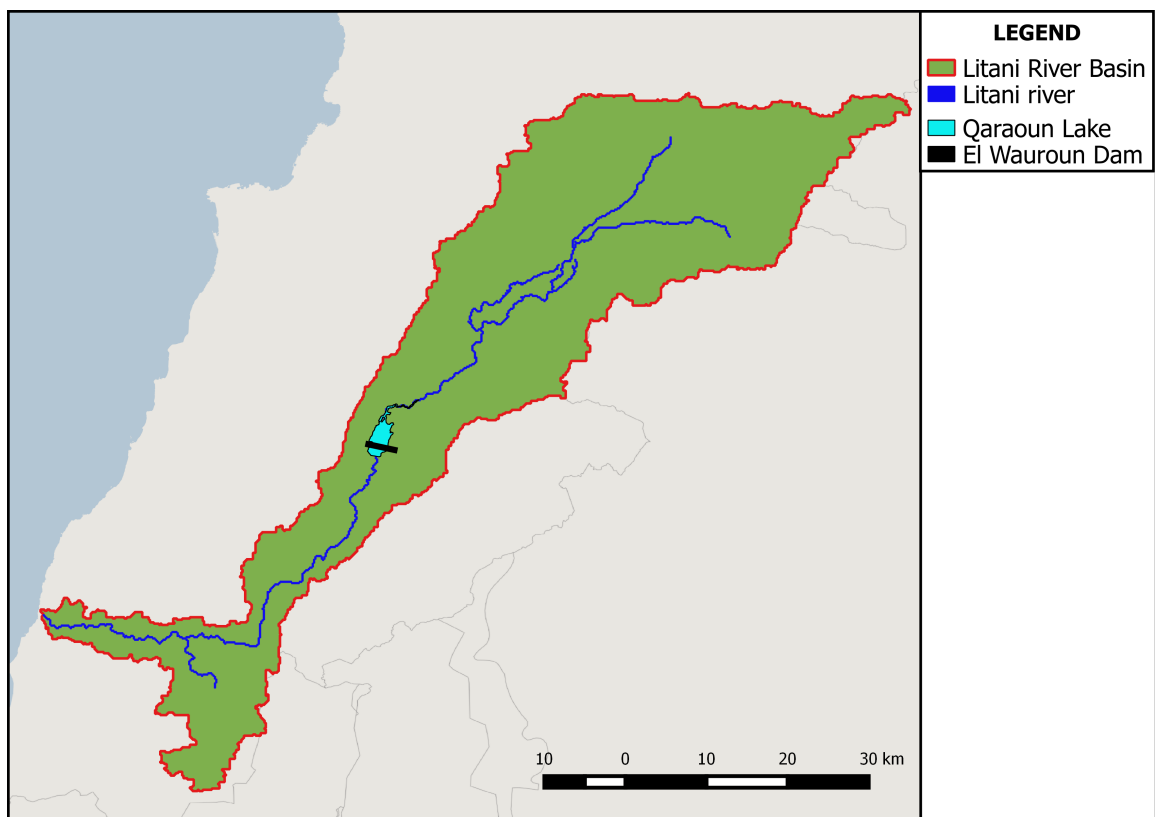 LEGEND
Litani River Basin
Litani river
Qaraoun Lake
El Wauroun Dam
10 0 10 20 30 km